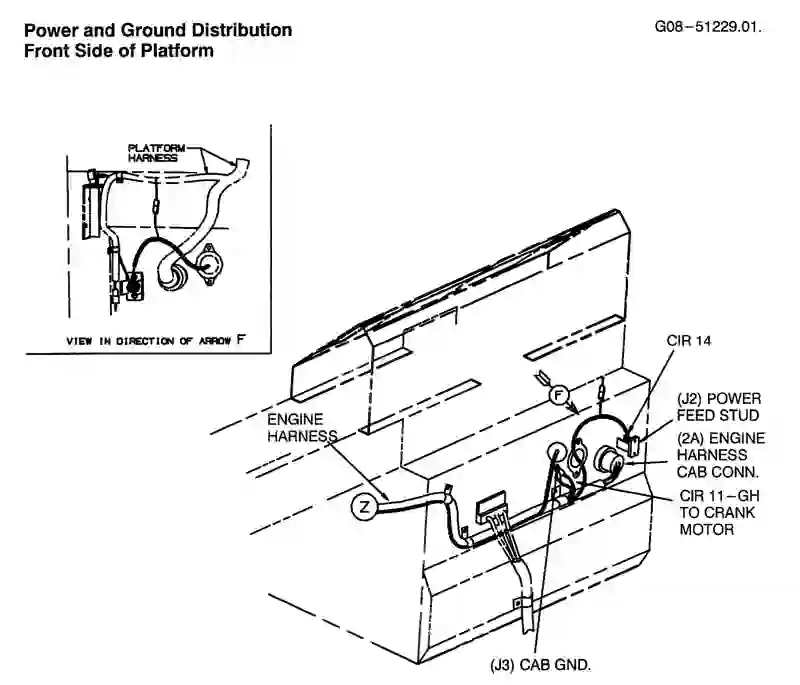 Power and Ground Distribution
Front Side of Platform
G08-51229.01.
PLATFORM
HARNESS
VIEW IN DIRECTION OF ARROW F
CIR 14
F
(J2) POWER
FEED STUD
ENGINE
HARNESS
(2A) ENGINE
HARNESS
CAB CONN.
Z
CIR 11-GH
TO CRANK
MOTOR
(J3) CAB GND.